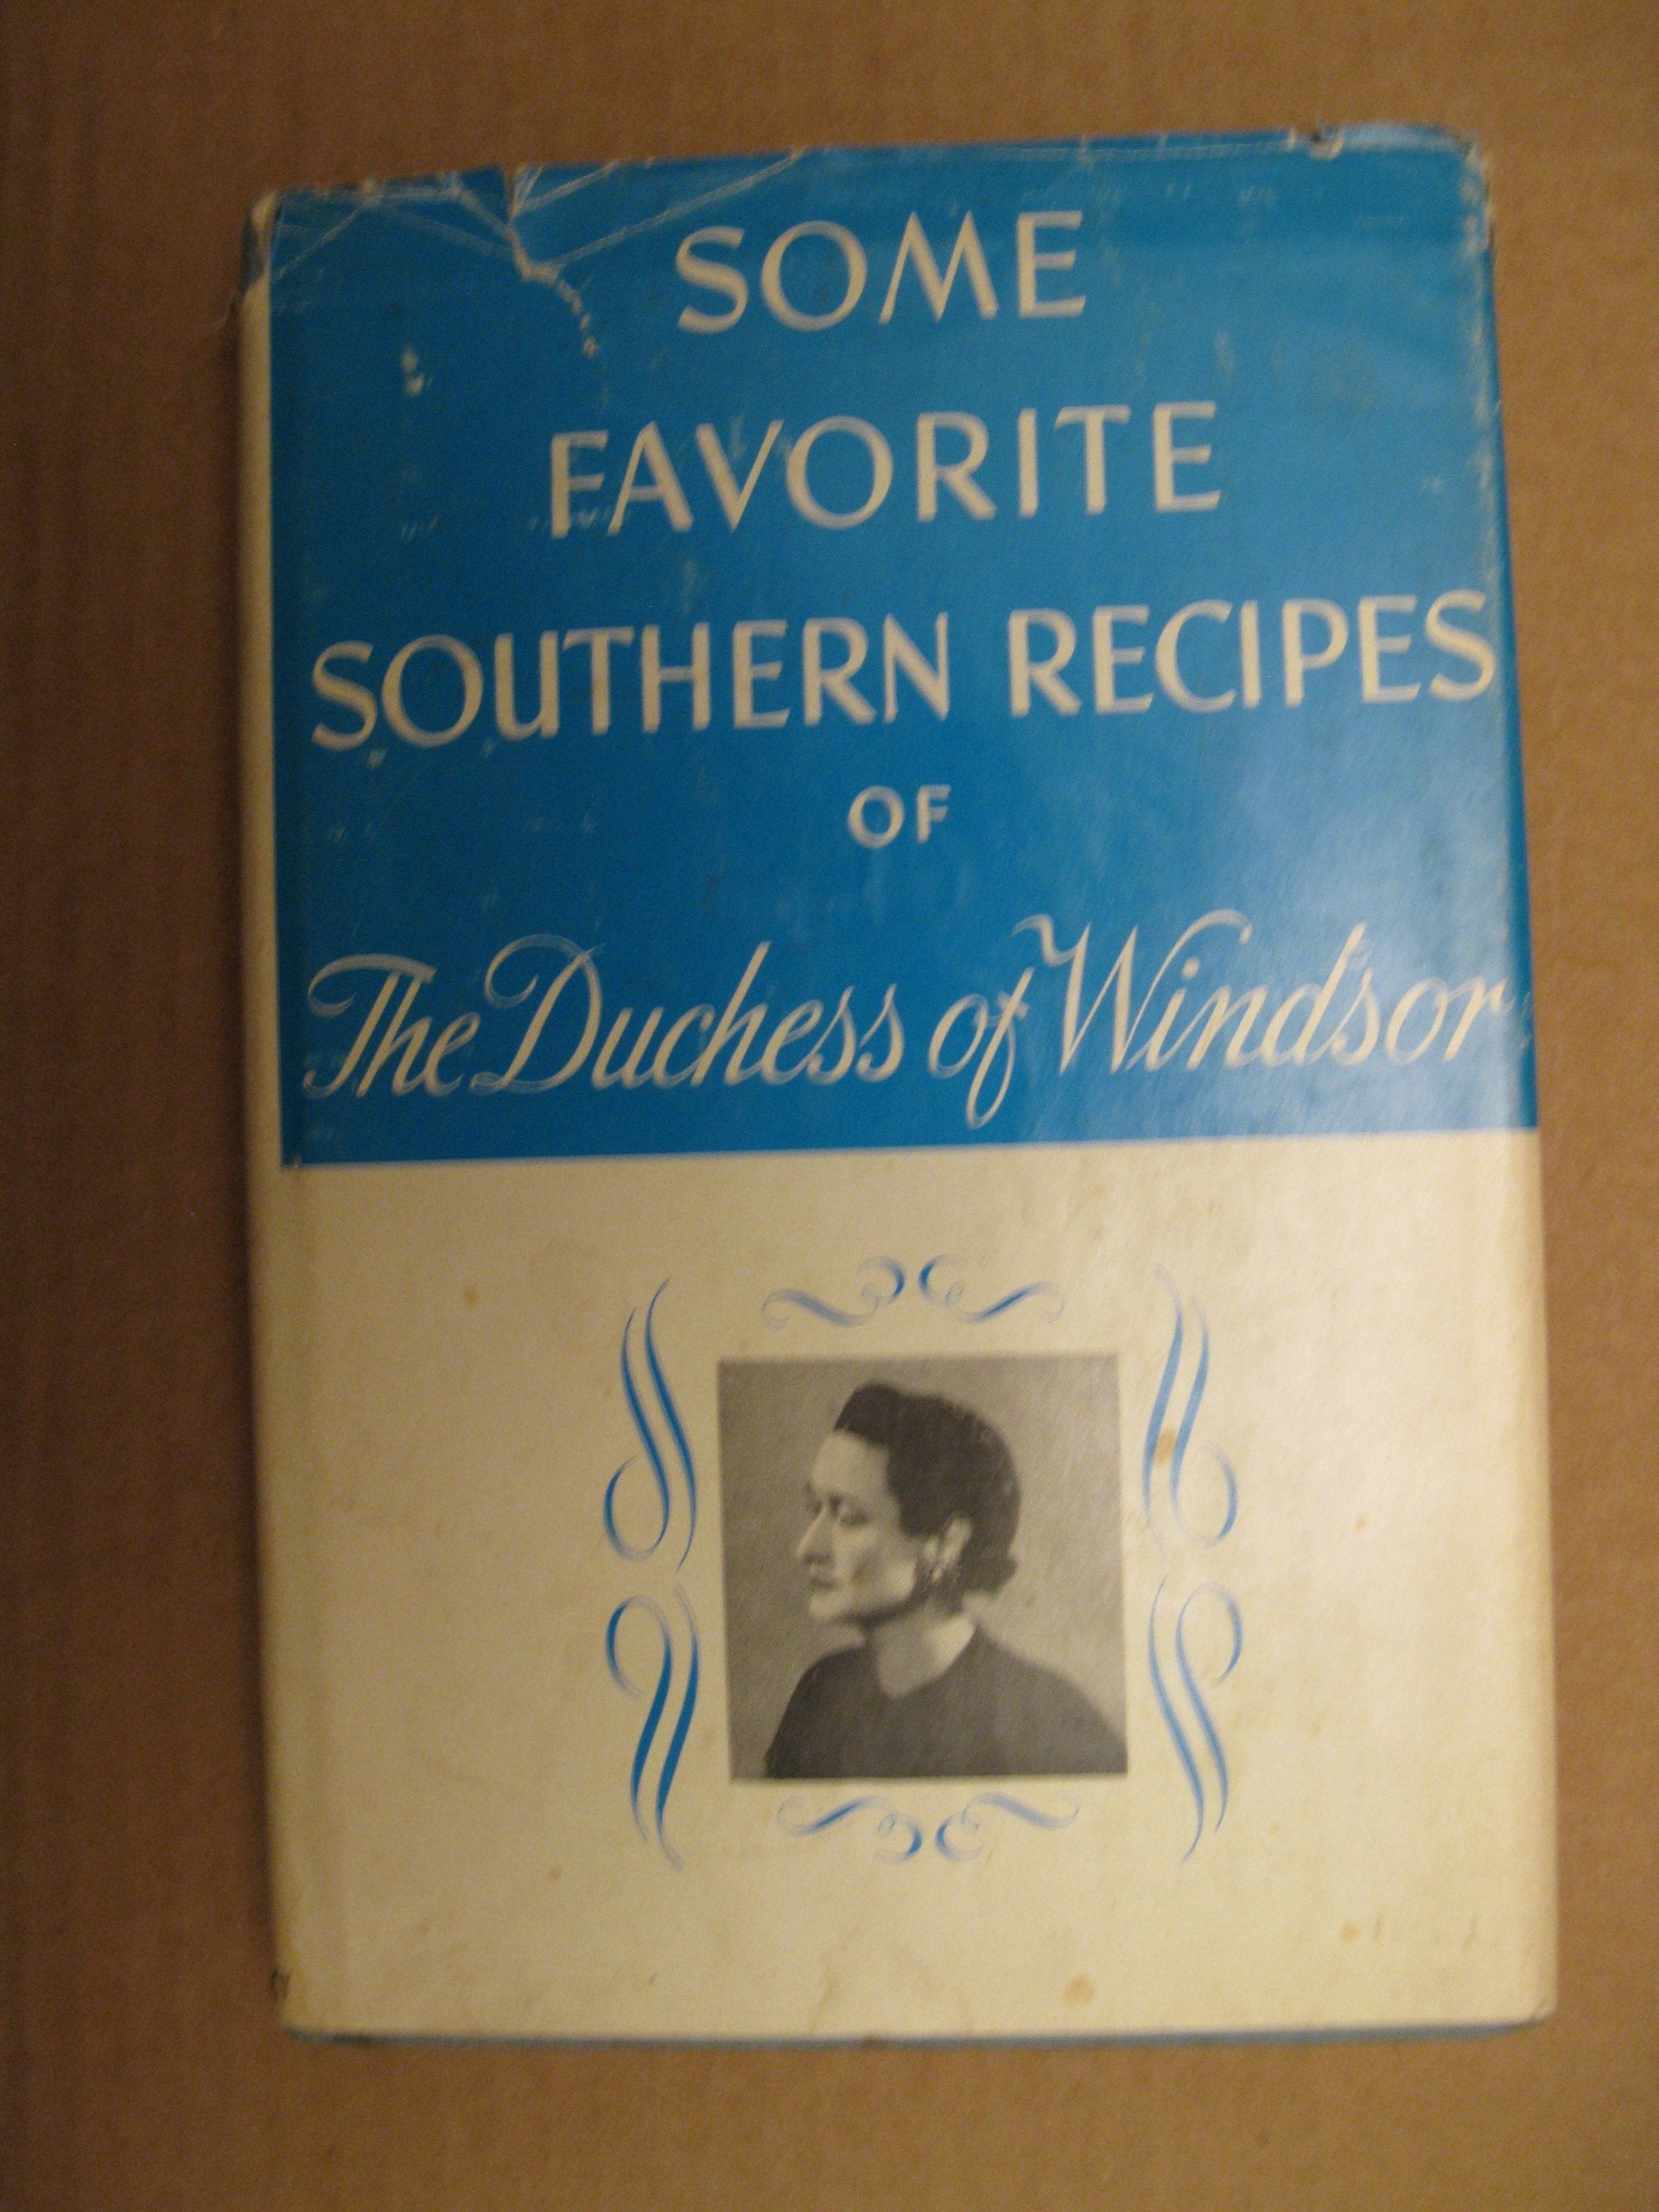 SOME
FAVORITE
SOUTHERN RECIPES
OF
The Duchess of Windsor